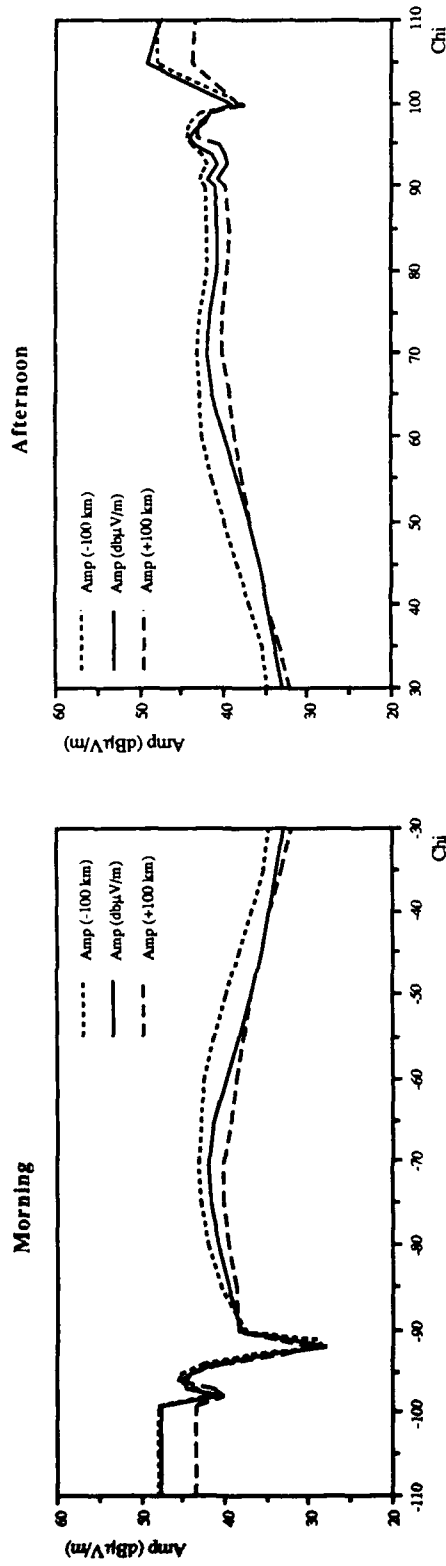 Morning
Amp (dBµV/m)
60
50
40
30
20
Amp (-100 km)
Amp (dbµV/m)
Amp (+100 km)
-110
-100
-90
-80
-70
-60
-50
-40
-30
Chi
Afternoon
Amp (dBµV/m)
60
50
40
30
20
Amp (-100 km)
Amp (dbµV/m)
Amp (+100 km)
30
40
50
60
70
80
90
100
110
Chi